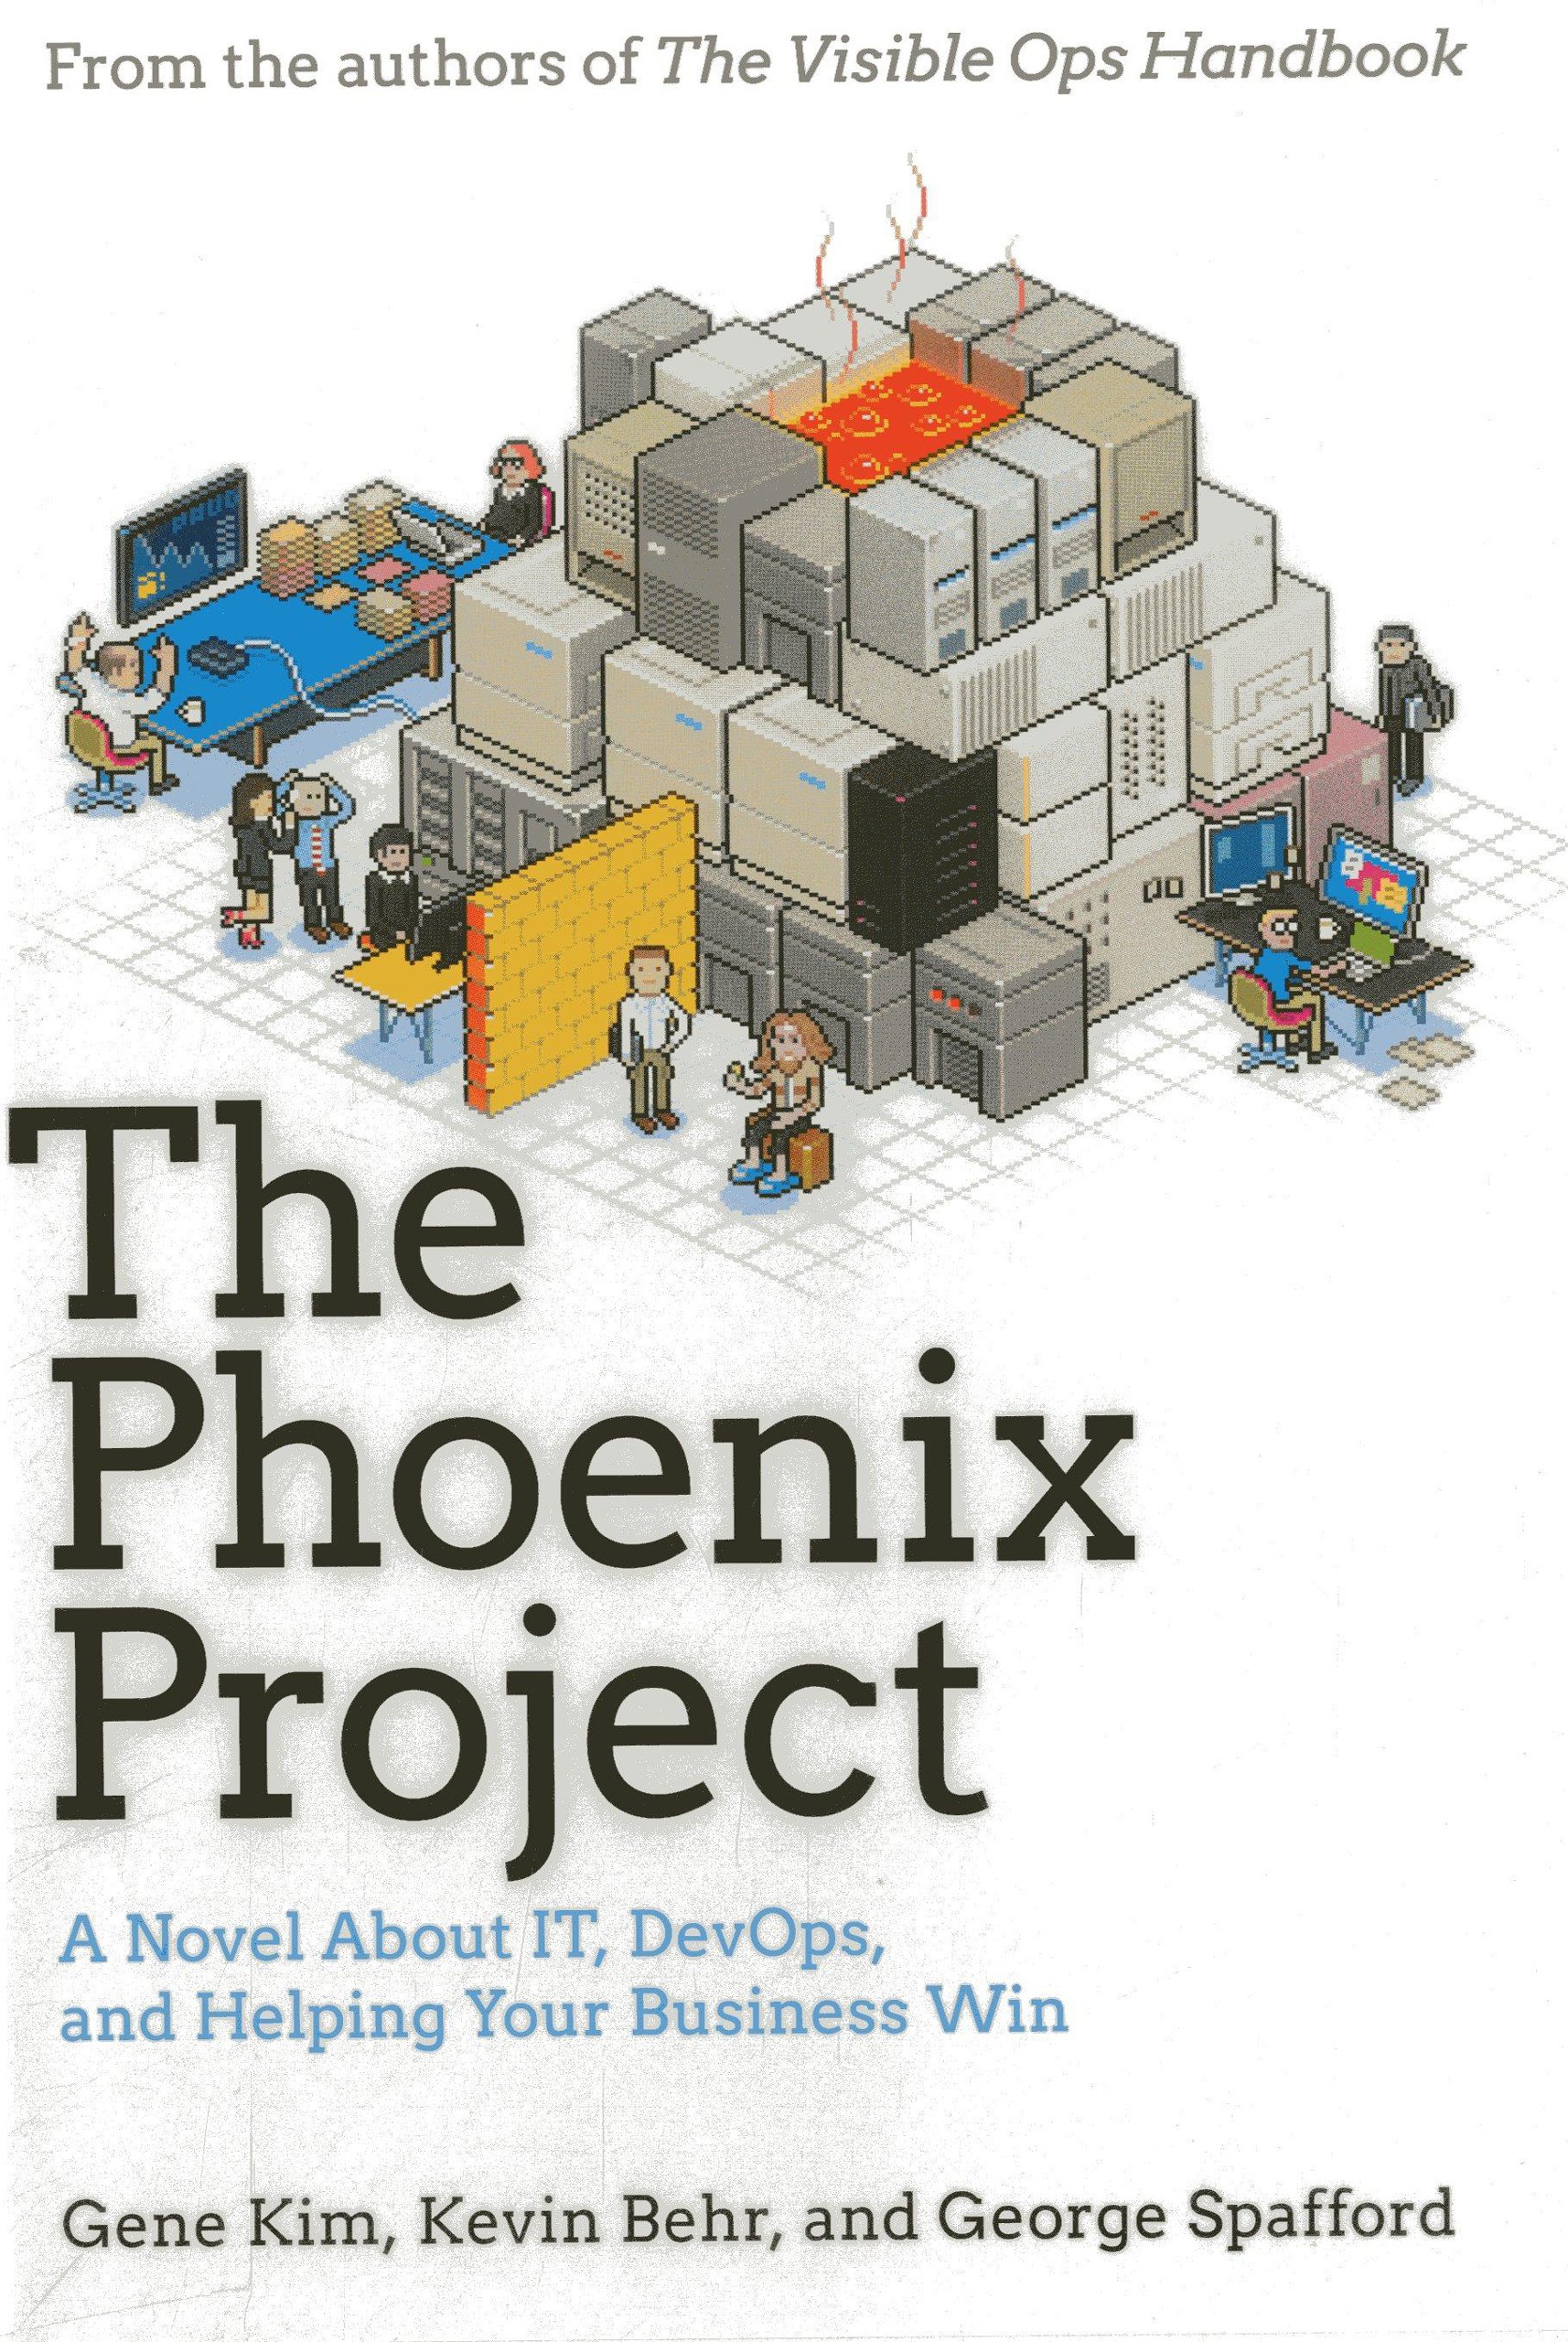 From the authors of The Visible Ops Handbook
The
Phoenix
Project
A Novel About IT, DevOps,
and Helping Your Business Win
Gene Kim, Kevin Behr, and George Spafford